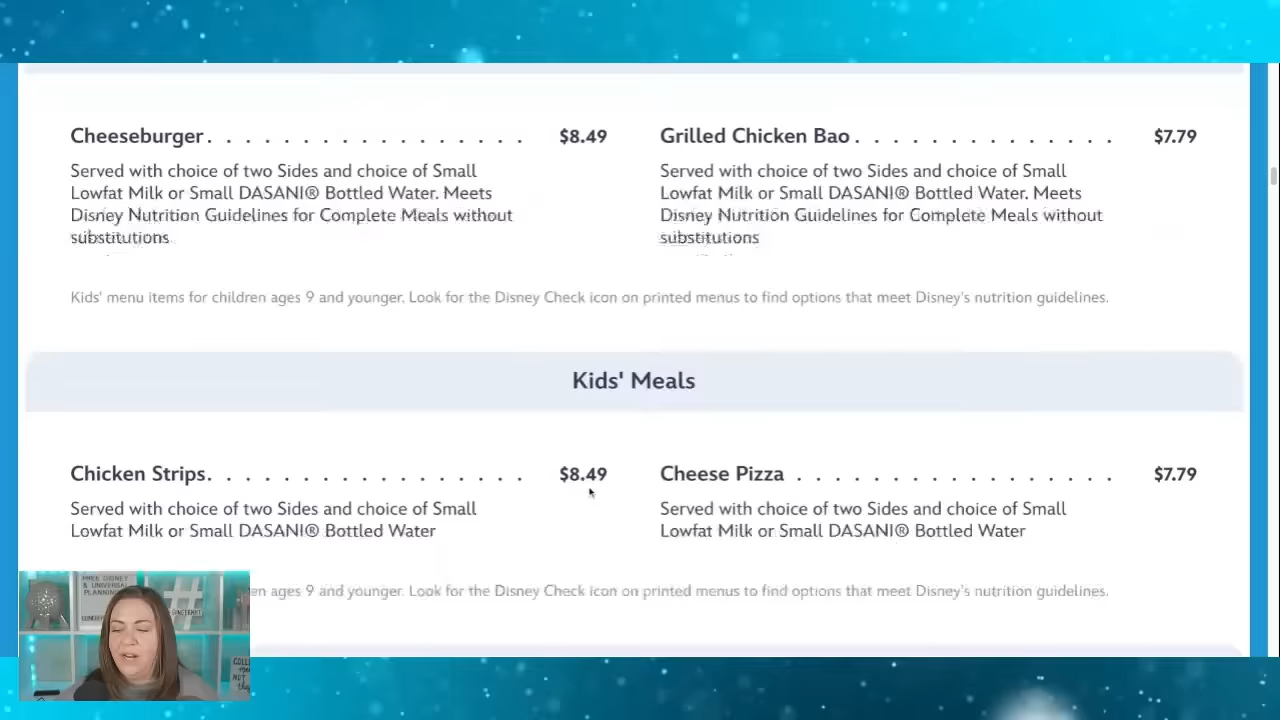 Cheeseburger. . . . . . . . . . . . . . . . . $8.49
Served with choice of two Sides and choice of Small
Lowfat Milk or Small DASANI® Bottled Water. Meets
Disney Nutrition Guidelines for Complete Meals without
substitutions
Grilled Chicken Bao . . . . . . . . . . . . . . $7.79
Served with choice of two Sides and choice of Small
Lowfat Milk or Small DASANI® Bottled Water. Meets
Disney Nutrition Guidelines for Complete Meals without
substitutions
Kids' menu items for children ages 9 and younger. Look for the Disney Check icon on printed menus to find options that meet Disney's nutrition guidelines.
Kids' Meals
Chicken Strips. . . . . . . . . . . . . . . . . $8.49
Served with choice of two Sides and choice of Small
Lowfat Milk or Small DASANI® Bottled Water
Cheese Pizza . . . . . . . . . . . . . . . . . $7.79
Served with choice of two Sides and choice of Small
Lowfat Milk or Small DASANI® Bottled Water
ages 9 and younger. Look for the Disney Check icon on printed menus to find options that meet Disney's nutrition guidelines.
FREE DISNEY
& UNIVERSAL
PLANNING
#